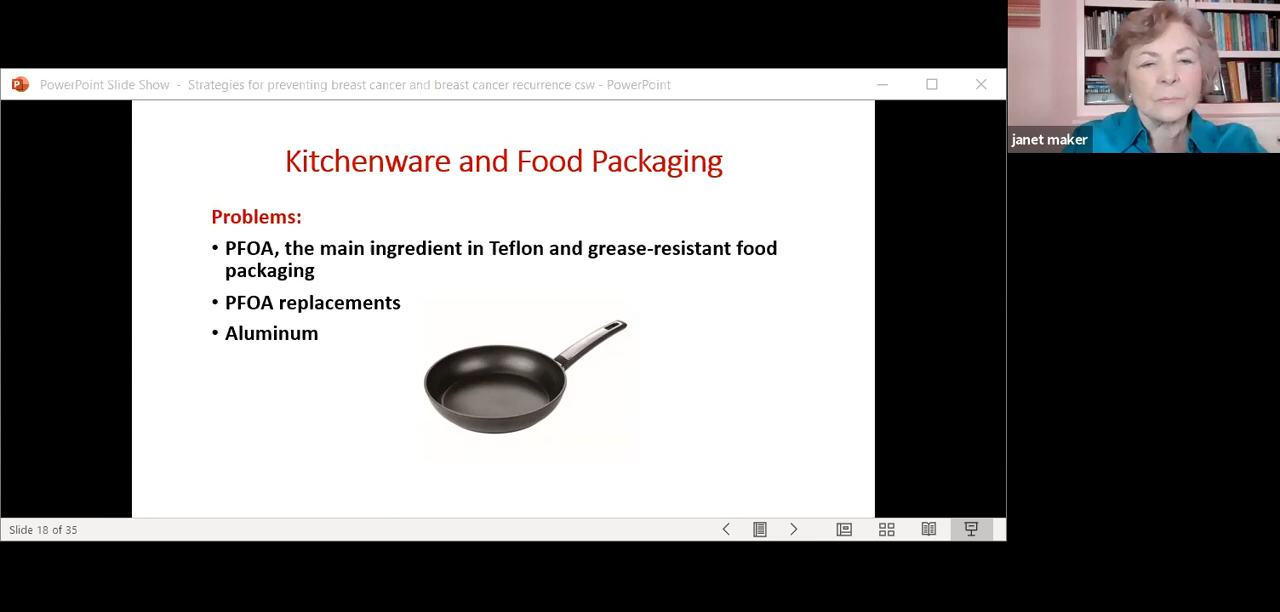 PowerPoint Slide Show - Strategies for preventing breast cancer and breast cancer recurrence csw - PowerPoint
janet maker
Kitchenware and Food Packaging
Problems:
• PFOA, the main ingredient in Teflon and grease-resistant food
packaging
• PFOA replacements
• Aluminum
Slide 18 of 35